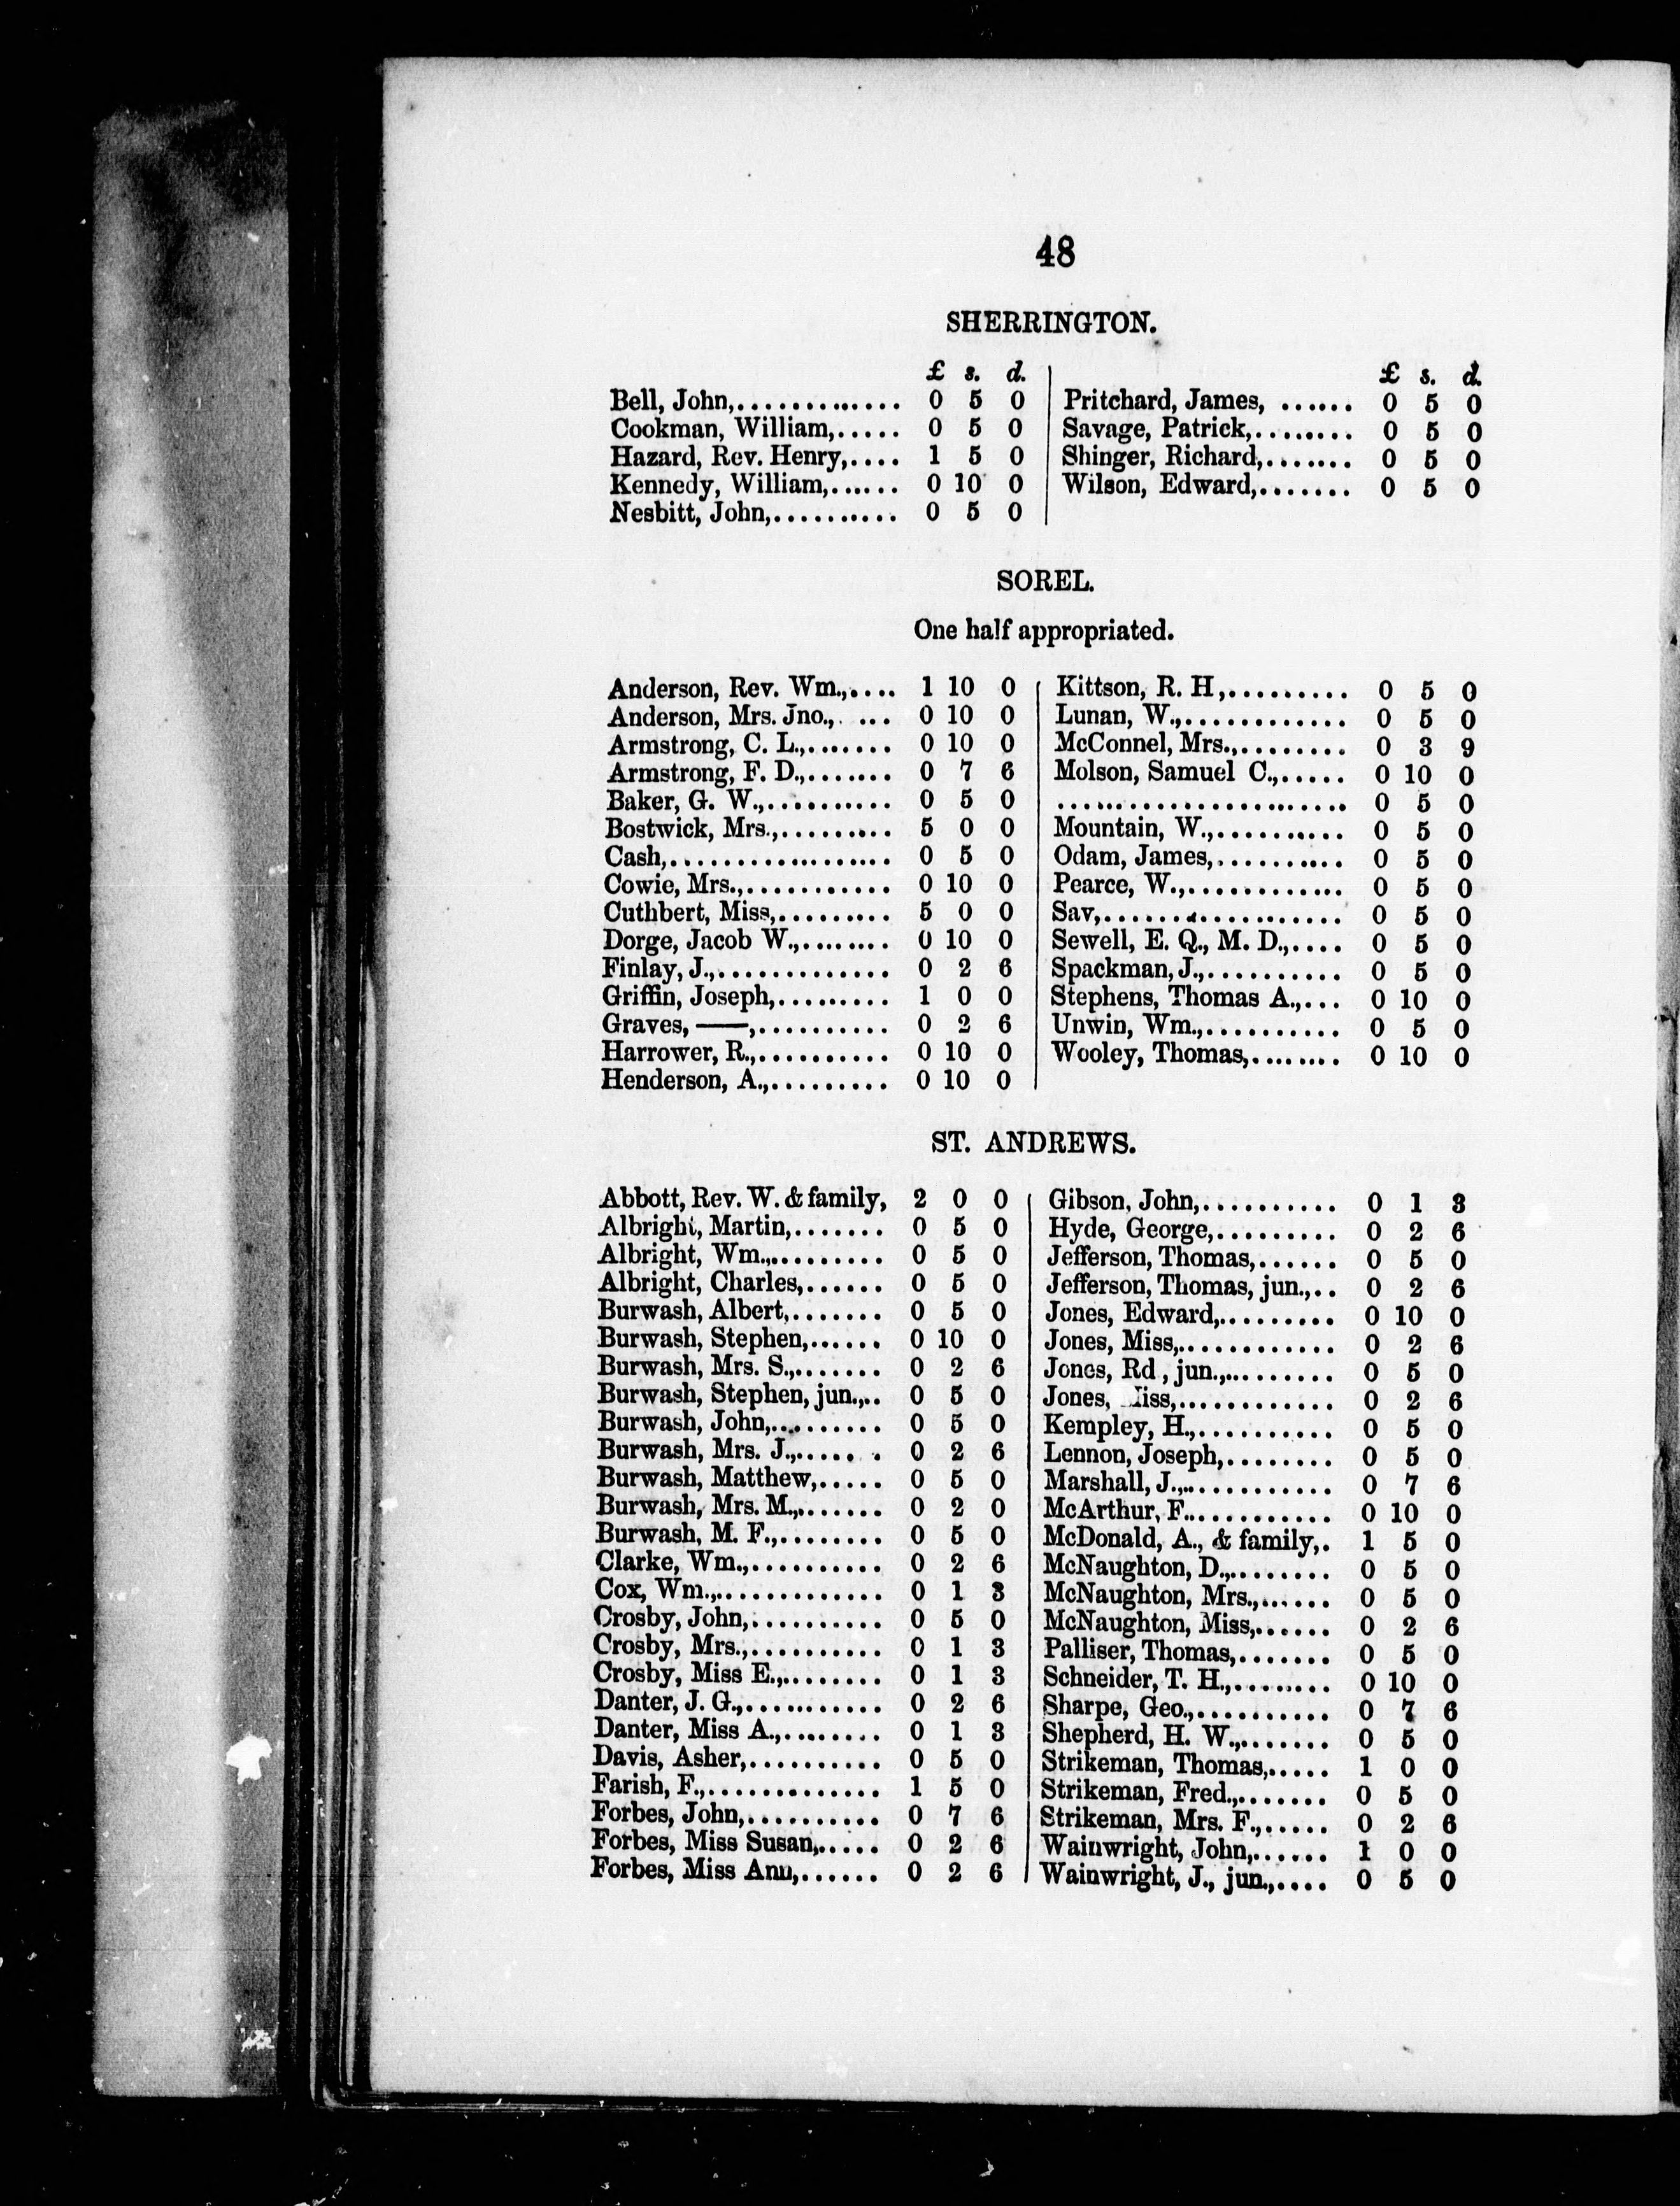 48
SHERRINGTON.
£ s. d.
Bell, John,............ 0 5 0
Cookman, William,..... 0 5 0
Hazard, Rev. Henry,.... 1 5 0
Kennedy, William,...... 0 10 0
Nesbitt, John,.......... 0 5 0
£ s. d.
Pritchard, James, ...... 0 5 0
Savage, Patrick,........ 0 5 0
Shinger, Richard,....... 0 5 0
Wilson, Edward,....... 0 5 0
SOREL.
One half appropriated.
Anderson, Rev. Wm.,.... 1 10 0
Anderson, Mrs. Jno.,. ... 0 10 0
Armstrong, C. L.,....... 0 10 0
Armstrong, F. D.,....... 0 7 6
Baker, G. W.,.......... 0 5 0
Bostwick, Mrs.,......... 5 0 0
Cash,.................. 0 5 0
Cowie, Mrs.,........... 0 10 0
Cuthbert, Miss,......... 5 0 0
Dorge, Jacob W.,........ 0 10 0
Finlay, J.,.............. 0 2 6
Griffin, Joseph,......... 1 0 0
Graves, ——,.......... 0 2 6
Harrower, R.,.......... 0 10 0
Henderson, A.,......... 0 10 0
Kittson, R. H,......... 0 5 0
Lunan, W.,............. 0 5 0
McConnel, Mrs.,........ 0 3 9
Molson, Samuel C.,..... 0 10 0
........................ 0 5 0
Mountain, W.,.......... 0 5 0
Odam, James,.......... 0 5 0
Pearce, W.,............. 0 5 0
Sav,.................... 0 5 0
Sewell, E. Q., M. D.,.... 0 5 0
Spackman, J.,.......... 0 5 0
Stephens, Thomas A.,... 0 10 0
Unwin, Wm.,.......... 0 5 0
Wooley, Thomas,........ 0 10 0
ST. ANDREWS.
Abbott, Rev. W. & family, 2 0 0
Albright, Martin,....... 0 5 0
Albright, Wm.,.......... 0 5 0
Albright, Charles,...... 0 5 0
Burwash, Albert,....... 0 5 0
Burwash, Stephen,...... 0 10 0
Burwash, Mrs. S.,....... 0 2 6
Burwash, Stephen, jun.,.. 0 5 0
Burwash, John,......... 0 5 0
Burwash, Mrs. J.,..... . 0 2 6
Burwash, Matthew,..... 0 5 0
Burwash, Mrs. M.,....... 0 2 0
Burwash, M. F.,........ 0 5 0
Clarke, Wm.,.......... 0 2 6
Cox, Wm.,............. 0 1 3
Crosby, John,.......... 0 5 0
Crosby, Mrs.,.......... 0 1 3
Crosby, Miss E.,........ 0 1 3
Danter, J. G.,........... 0 2 6
Danter, Miss A.,........ 0 1 3
Davis, Asher,.......... 0 5 0
Farish, F.,.............. 1 5 0
Forbes, John,.......... 0 7 6
Forbes, Miss Susan,..... 0 2 6
Forbes, Miss Ann,...... 0 2 6
Gibson, John,.......... 0 1 3
Hyde, George,......... 0 2 6
Jefferson, Thomas,...... 0 5 0
Jefferson, Thomas, jun.,.. 0 2 6
Jones, Edward,......... 0 10 0
Jones, Miss,............ 0 2 6
Jones, Rd , jun.,......... 0 5 0
Jones, iss,............ 0 2 6
Kempley, H.,.......... 0 5 0
Lennon, Joseph,........ 0 5 0
Marshall, J.,............ 0 7 6
McArthur, F............. 0 10 0
McDonald, A., & family,. 1 5 0
McNaughton, D.,........ 0 5 0
McNaughton, Mrs.,...... 0 5 0
McNaughton, Miss,...... 0 2 6
Palliser, Thomas,....... 0 5 0
Schneider, T. H.,........ 0 10 0
Sharpe, Geo.,.......... 0 7 6
Shepherd, H. W.,....... 0 5 0
Strikeman, Thomas,..... 1 0 0
Strikeman, Fred.,....... 0 5 0
Strikeman, Mrs. F.,..... 0 2 6
Wainwright, John,...... 1 0 0
Wainwright, J., jun.,.... 0 5 0